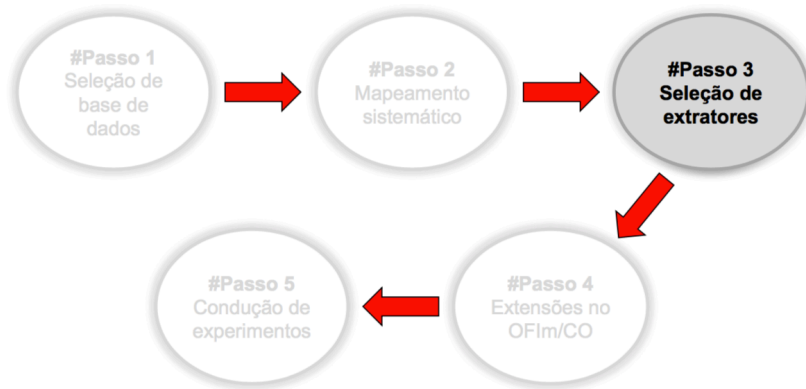 #Passo 1
Seleção de
base de
dados
#Passo 2
Mapeamento
sistemático
#Passo 3
Seleção de
extratores
#Passo 4
Extensões no
OFIm/CO
#Passo 5
Condução de
experimentos